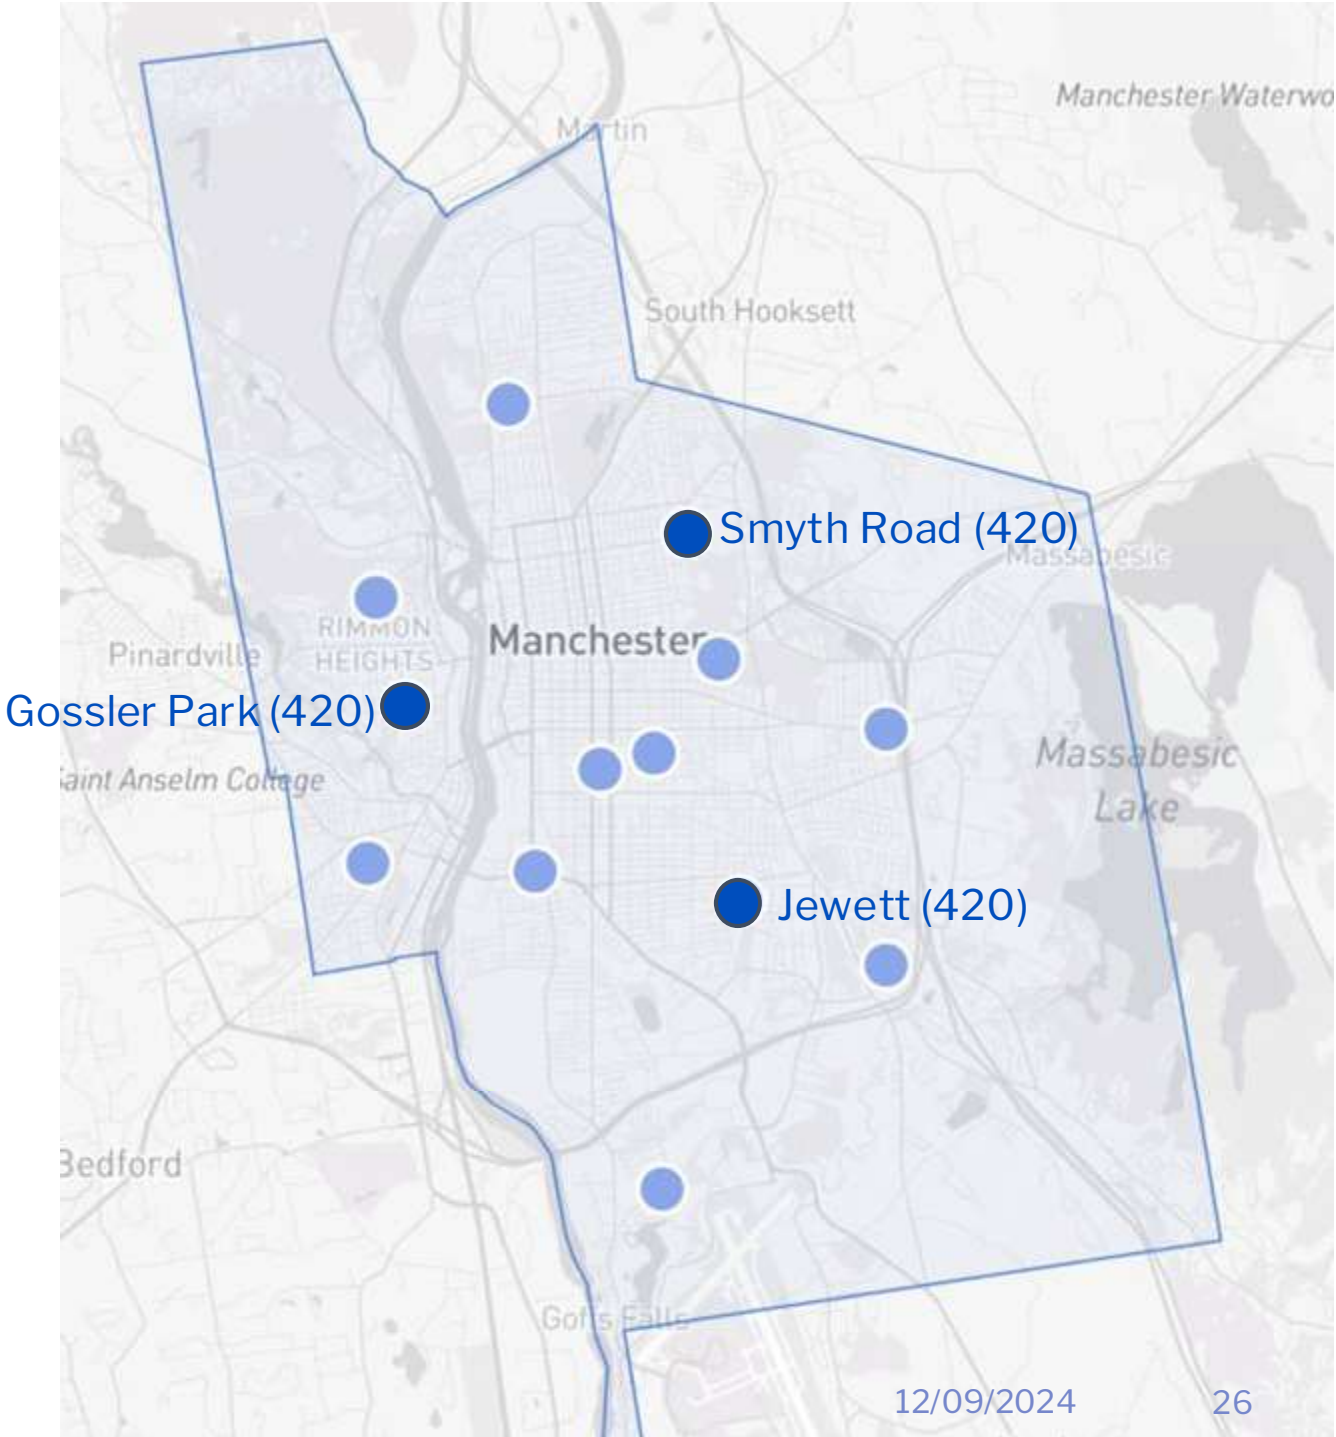 Manchester Waterwo
Martin
South Hooksett
Smyth Road (420)
Massabesic
RIMMON
HEIGHTS
Manchester
Pinardville
Gossler Park (420)
Massabesic
Lake
Saint Anselm College
Jewett (420)
Bedford
Goffs Falls
12/09/2024
26